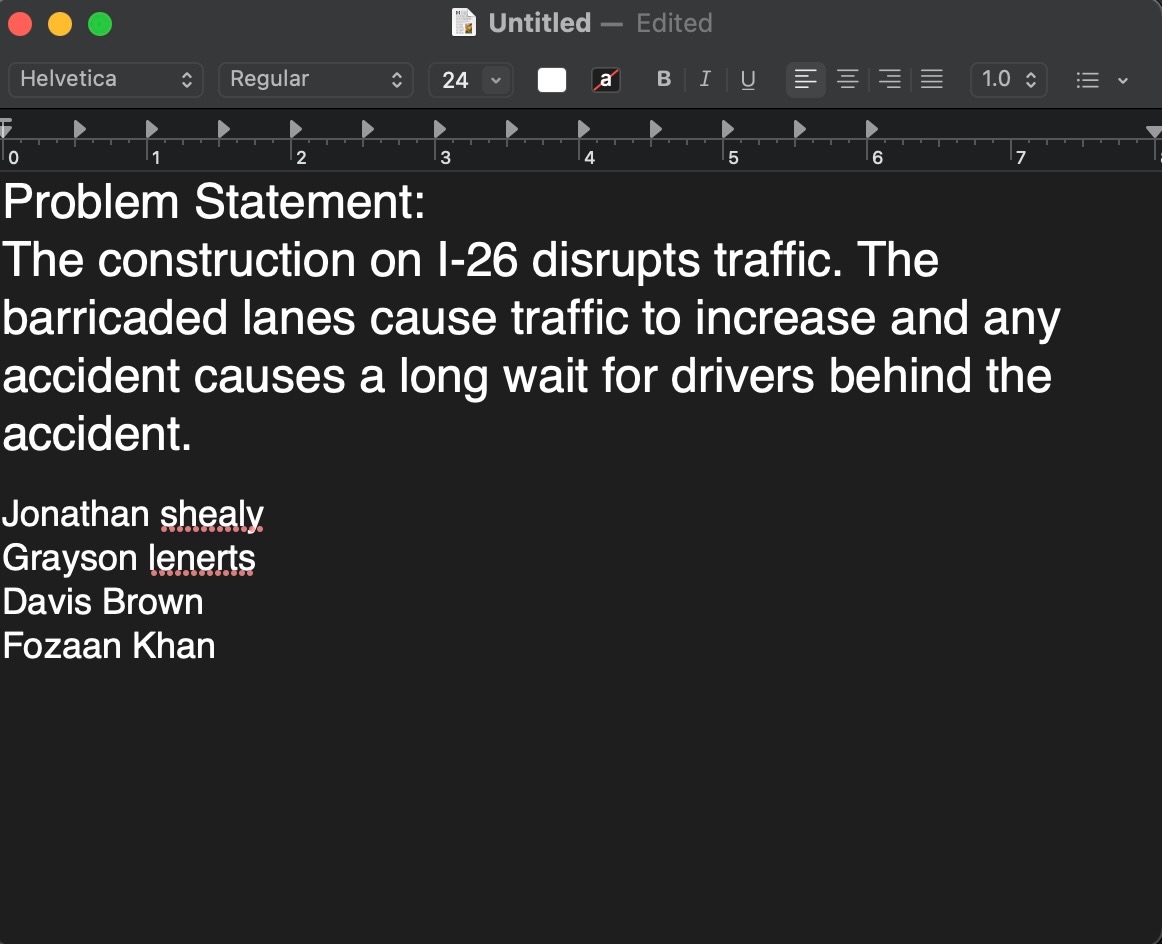 Untitled — Edited
Helvetica Regular 24 a B I U 1.0
0 1 2 3 4 5 6 7
Problem Statement:
The construction on I-26 disrupts traffic. The
barricaded lanes cause traffic to increase and any
accident causes a long wait for drivers behind the
accident.
Jonathan shealy
Grayson lenerts
Davis Brown
Fozaan Khan